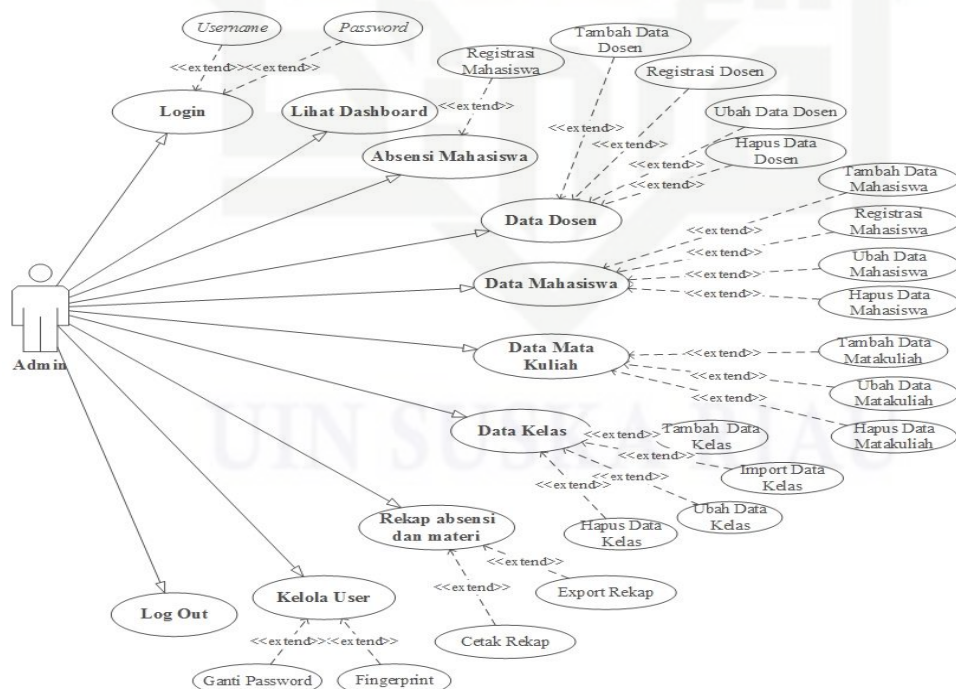 Username
Password
<<extend>>
<<extend>>
Login
Lihat Dashboard
Registrasi
Mahasiswa
<<extend>>
Absensi Mahasiswa
Tambah Data
Dosen
Registrasi Dosen
Ubah Data Dosen
Hapus Data
Dosen
<<extend>>
<<extend>>
<<extend>>
<<extend>>
Data Dosen
Tambah Data
Mahasiswa
Registrasi
Mahasiswa
Ubah Data
Mahasiswa
Hapus Data
Mahasiswa
<<extend>>
<<extend>>
<<extend>>
<<extend>>
Data Mahasiswa
Admin
Data Mata
Kuliah
<<extend>>
<<extend>>
<<extend>>
Tambah Data
Matakuliah
Ubah Data
Matakuliah
Hapus Data
Matakuliah
Data Kelas
<<extend>>
<<extend>>
<<extend>>
<<extend>>
Tambah Data
Kelas
Import Data
Kelas
Ubah Data
Kelas
Hapus Data
Kelas
Rekap absensi
dan materi
<<extend>>
<<extend>>
Export Rekap
Cetak Rekap
Kelola User
<<extend>>
<<extend>>
Ganti Password
Fingerprint
Log Out
UIN SUSKA RIAU